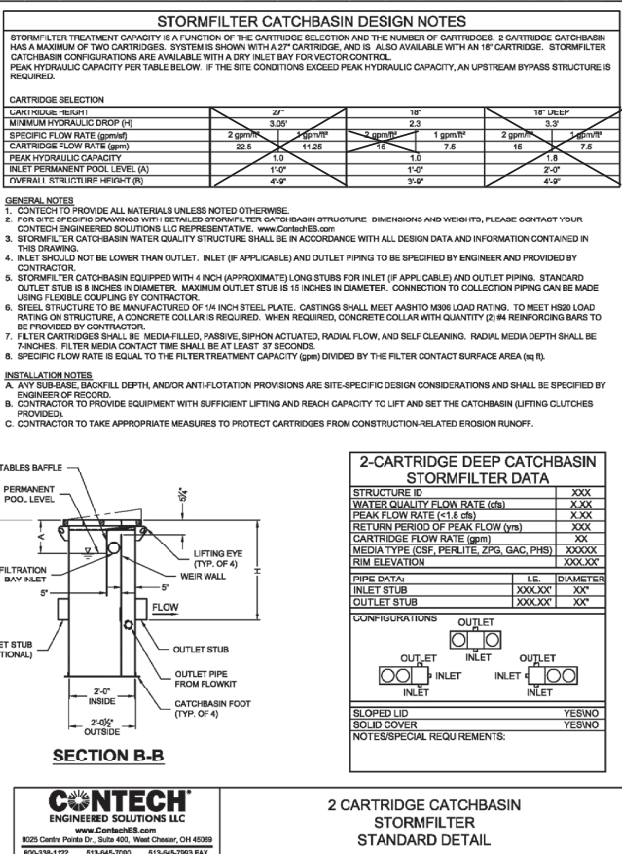 STORMFILTER CATCHBASIN DESIGN NOTES
STORMFILTER TREATMENT CAPACITY IS A FUNCTION OF THE CARTRIDGE SELECTION AND THE NUMBER OF CARTRIDGES. 2 CARTRIDGE CATCHBASIN
HAS A MAXIMUM OF TWO CARTRIDGES. SYSTEM IS SHOWN WITH A 27" CARTRIDGE, AND IS ALSO AVAILABLE WITH AN 18" CARTRIDGE. STORMFILTER
CATCHBASIN CONFIGURATIONS ARE AVAILABLE WITH A DRY INLET BAY FOR VECTOR CONTROL.
PEAK HYDRAULIC CAPACITY PER TABLE BELOW. IF THE SITE CONDITIONS EXCEED PEAK HYDRAULIC CAPACITY, AN UPSTREAM BYPASS STRUCTURE IS
REQUIRED.
CARTRIDGE SELECTION
CARTRIDGE HEIGHT 27" 18" 18" DEEP
MINIMUM HYDRAULIC DROP (H) 3.05' 2.3 3.3'
SPECIFIC FLOW RATE (gpm/sf) 2 gpm/ft² 1 gpm/ft² 2 gpm/ft² 1 gpm/ft² 2 gpm/ft² 1 gpm/ft²
CARTRIDGE FLOW RATE (gpm) 22.5 11.25 15 7.5 15 7.5
PEAK HYDRAULIC CAPACITY 1.0 1.0 1.8
INLET PERMANENT POOL LEVEL (A) 1'-0" 1'-0" 2'-0"
OVERALL STRUCTURE HEIGHT (B) 4'-9" 3'-9" 4'-9"
GENERAL NOTES
1. CONTECH TO PROVIDE ALL MATERIALS UNLESS NOTED OTHERWISE.
2. FOR SITE SPECIFIC DRAWINGS WITH DETAILED STORMFILTER CATCHBASIN STRUCTURE DIMENSIONS AND WEIGHTS, PLEASE CONTACT YOUR
CONTECH ENGINEERED SOLUTIONS LLC REPRESENTATIVE. www.ContechES.com
3. STORMFILTER CATCHBASIN WATER QUALITY STRUCTURE SHALL BE IN ACCORDANCE WITH ALL DESIGN DATA AND INFORMATION CONTAINED IN
THIS DRAWING.
4. INLET SHOULD NOT BE LOWER THAN OUTLET. INLET (IF APPLICABLE) AND OUTLET PIPING TO BE SPECIFIED BY ENGINEER AND PROVIDED BY
CONTRACTOR.
5. STORMFILTER CATCHBASIN EQUIPPED WITH 4 INCH (APPROXIMATE) LONG STUBS FOR INLET (IF APPLICABLE) AND OUTLET PIPING. STANDARD
OUTLET STUB IS 8 INCHES IN DIAMETER. MAXIMUM OUTLET STUB IS 15 INCHES IN DIAMETER. CONNECTION TO COLLECTION PIPING CAN BE MADE
USING FLEXIBLE COUPLING BY CONTRACTOR.
6. STEEL STRUCTURE TO BE MANUFACTURED OF 1/4 INCH STEEL PLATE. CASTINGS SHALL MEET AASHTO M306 LOAD RATING. TO MEET HS20 LOAD
RATING ON STRUCTURE, A CONCRETE COLLAR IS REQUIRED. WHEN REQUIRED, CONCRETE COLLAR WITH QUANTITY (2) #4 REINFORCING BARS TO
BE PROVIDED BY CONTRACTOR.
7. FILTER CARTRIDGES SHALL BE MEDIA-FILLED, PASSIVE, SIPHON ACTUATED, RADIAL FLOW, AND SELF CLEANING. RADIAL MEDIA DEPTH SHALL BE
7-INCHES. FILTER MEDIA CONTACT TIME SHALL BE AT LEAST 37 SECONDS.
8. SPECIFIC FLOW RATE IS EQUAL TO THE FILTER TREATMENT CAPACITY (gpm) DIVIDED BY THE FILTER CONTACT SURFACE AREA (sq ft).
INSTALLATION NOTES
A. ANY SUB-BASE, BACKFILL DEPTH, AND/OR ANTI-FLOTATION PROVISIONS ARE SITE-SPECIFIC DESIGN CONSIDERATIONS AND SHALL BE SPECIFIED BY
ENGINEER OF RECORD.
B. CONTRACTOR TO PROVIDE EQUIPMENT WITH SUFFICIENT LIFTING AND REACH CAPACITY TO LIFT AND SET THE CATCHBASIN (LIFTING CLUTCHES
PROVIDED).
C. CONTRACTOR TO TAKE APPROPRIATE MEASURES TO PROTECT CARTRIDGES FROM CONSTRUCTION-RELATED EROSION RUNOFF.
TABLES BAFFLE
PERMANENT
POOL LEVEL
5¼"
A
H
FILTRATION
BAY INLET
LIFTING EYE
(TYP. OF 4)
WEIR WALL
5"
5"
FLOW
ET STUB
TIONAL)
OUTLET STUB
OUTLET PIPE
FROM FLOWKIT
CATCHBASIN FOOT
(TYP. OF 4)
2'-0"
INSIDE
2'-0½"
OUTSIDE
SECTION B-B
2-CARTRIDGE DEEP CATCHBASIN
STORMFILTER DATA
STRUCTURE ID XXX
WATER QUALITY FLOW RATE (cfs) X.XX
PEAK FLOW RATE (<1.8 cfs) X.XX
RETURN PERIOD OF PEAK FLOW (yrs) XXX
CARTRIDGE FLOW RATE (gpm) XX
MEDIA TYPE (CSF, PERLITE, ZPG, GAC, PHS) XXXXX
RIM ELEVATION XXX.XX'
PIPE DATA: I.E. DIAMETER
INLET STUB XXX.XX' XX"
OUTLET STUB XXX.XX' XX"
CONFIGURATIONS
OUTLET
INLET
OUTLET
INLET
INLET
OUTLET
INLET
INLET
SLOPED LID YES\NO
SOLID COVER YES\NO
NOTES/SPECIAL REQUIREMENTS:
CONTECH
ENGINEERED SOLUTIONS LLC
www.ContechES.com
9025 Centre Pointe Dr., Suite 400, West Chester, OH 45069
800-338-1122 513-645-7000 513-645-7993 FAX
2 CARTRIDGE CATCHBASIN
STORMFILTER
STANDARD DETAIL